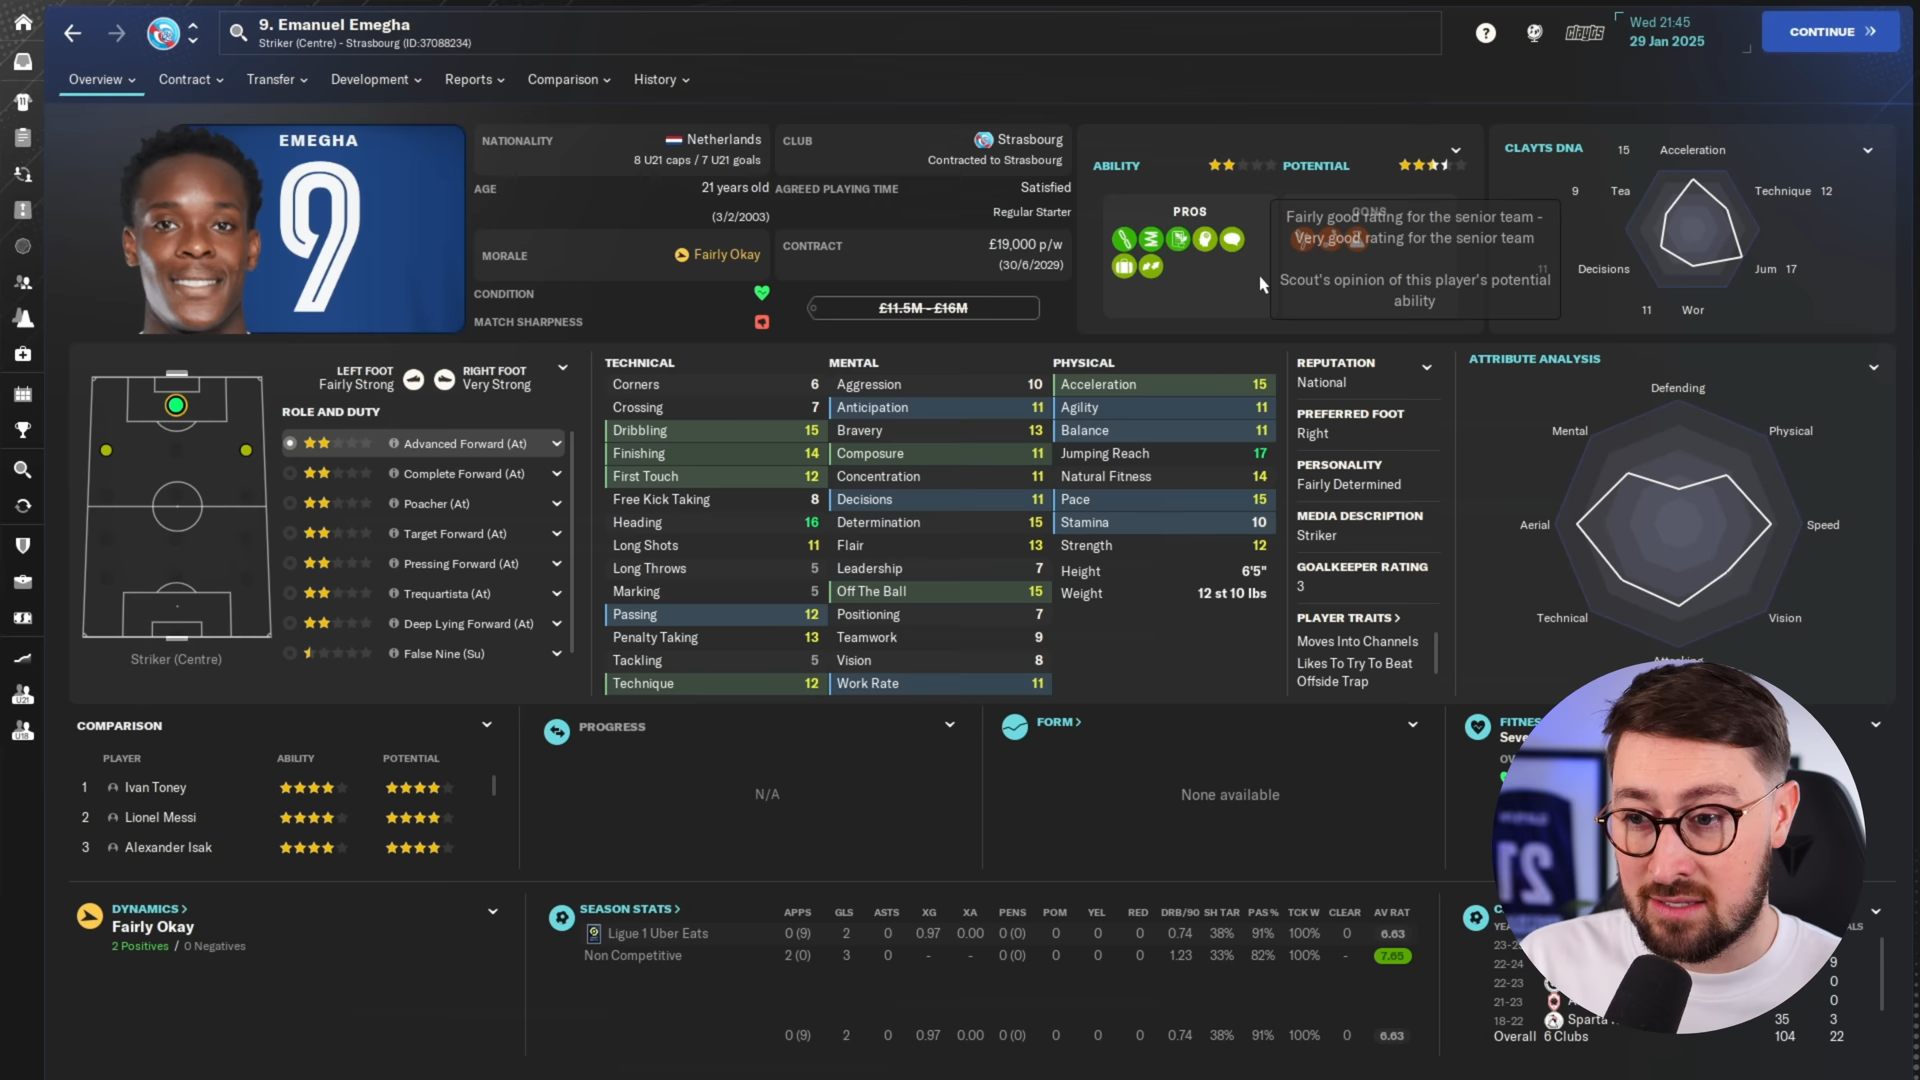 9. Emanuel Emegha
Striker (Centre) - Strasbourg (ID:37088234)
?
clayts
Wed 21:45
29 Jan 2025
CONTINUE
Overview
Contract
Transfer
Development
Reports
Comparison
History
EMEGHA
9
NATIONALITY
Netherlands
8 U21 caps / 7 U21 goals
AGE
21 years old
(3/2/2003)
MORALE
Fairly Okay
CONDITION
MATCH SHARPNESS
CLUB
Strasbourg
Contracted to Strasbourg
AGREED PLAYING TIME
Satisfied
Regular Starter
CONTRACT
£19,000 p/w
(30/6/2029)
£11.5M - £16M
ABILITY
POTENTIAL
PROS
CONS
Fairly good rating for the senior team -
Very good rating for the senior team
Scout's opinion of this player's potential
ability
CLAYTS DNA
15 Acceleration
9 Tea
Technique 12
Decisions 11
Jum 17
11 Wor
LEFT FOOT
Fairly Strong
RIGHT FOOT
Very Strong
ROLE AND DUTY
Advanced Forward (At)
Complete Forward (At)
Poacher (At)
Target Forward (At)
Pressing Forward (At)
Trequartista (At)
Deep Lying Forward (At)
False Nine (Su)
Striker (Centre)
TECHNICAL
Corners 6
Crossing 7
Dribbling 15
Finishing 14
First Touch 12
Free Kick Taking 8
Heading 16
Long Shots 11
Long Throws 5
Marking 5
Passing 12
Penalty Taking 13
Tackling 5
Technique 12
MENTAL
Aggression 10
Anticipation 11
Bravery 13
Composure 11
Concentration 11
Decisions 11
Determination 15
Flair 13
Leadership 7
Off The Ball 15
Positioning 7
Teamwork 9
Vision 8
Work Rate 11
PHYSICAL
Acceleration 15
Agility 11
Balance 11
Jumping Reach 17
Natural Fitness 14
Pace 15
Stamina 10
Strength 12
Height 6'5"
Weight 12 st 10 lbs
REPUTATION
National
PREFERRED FOOT
Right
PERSONALITY
Fairly Determined
MEDIA DESCRIPTION
Striker
GOALKEEPER RATING
3
PLAYER TRAITS >
Moves Into Channels
Likes To Try To Beat
Offside Trap
ATTRIBUTE ANALYSIS
Defending
Mental
Physical
Aerial
Speed
Technical
Vision
COMPARISON
PLAYER ABILITY POTENTIAL
1 Ivan Toney
2 Lionel Messi
3 Alexander Isak
PROGRESS
N/A
FORM >
None available
FITNES
Seve
DYNAMICS >
Fairly Okay
2 Positives / 0 Negatives
SEASON STATS > APPS GLS ASTS XG XA PENS POM YEL RED DRB/90 SH TAR PAS% TCK W CLEAR AV RAT
Ligue 1 Uber Eats 0 (9) 2 0 0.97 0.00 0 (0) 0 0 0 0.74 38% 91% 100% 0 6.63
Non Competitive 2 (0) 3 0 - - 0 (0) 0 0 0 1.23 33% 82% 100% - 7.65
0 (9) 2 0 0.97 0.00 0 (0) 0 0 0 0.74 38% 91% 100% 0 6.63
22-24 9
22-23 0
21-23 0
18-22 Sparta 35 3
Overall 6 Clubs 104 22
U21
U18
21